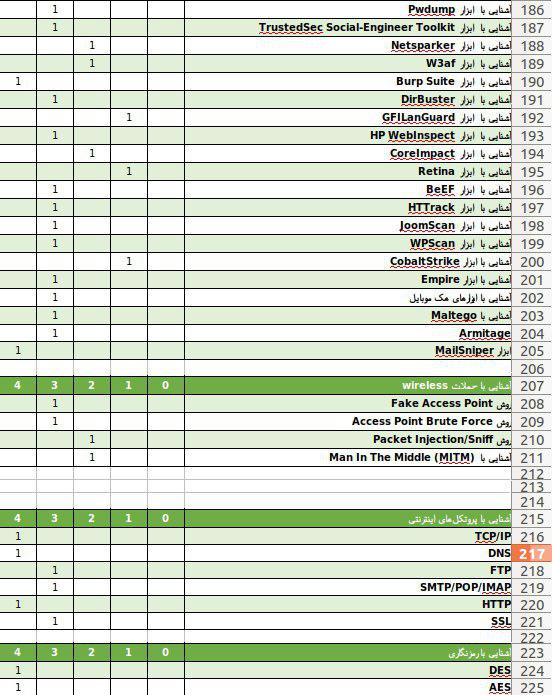 186 آشنایی با ابزار Pwdump 1
187 آشنایی با ابزار TrustedSec Social-Engineer Toolkit 1
188 آشنایی با ابزار Netsparker 1
189 آشنایی با ابزار W3af 1
190 آشنایی با ابزار Burp Suite 1
191 آشنایی با ابزار DirBuster 1
192 آشنایی با ابزار GFILanGuard 1
193 آشنایی با ابزار HP WebInspect 1
194 آشنایی با ابزار CoreImpact 1
195 آشنایی با ابزار Retina 1
196 آشنایی با ابزار BeEF 1
197 آشنایی با ابزار HTTrack 1
198 آشنایی با ابزار JoomScan 1
199 آشنایی با ابزار WPScan 1
200 آشنایی با ابزار CobaltStrike 1
201 آشنایی با ابزار Empire 1
202 آشنایی با ابزارهای هک موبایل 1
203 آشنایی با ابزار Maltego 1
204 Armitage 1
205 ابزار MailSniper 1
206
207 آشنایی با حملات wireless 0 1 2 3 4
208 روش Fake Access Point 1
209 روش Access Point Brute Force 1
210 روش Packet Injection/Sniff 1
211 آشنایی با Man In The Middle (MITM) 1
212
213
214
215 آشنایی با پروتکل‌های اینترنتی 0 1 2 3 4
216 TCP/IP 1
217 DNS 1
218 FTP 1
219 SMTP/POP/IMAP 1
220 HTTP 1
221 SSL 1
222
223 آشنایی با رمزنگاری 0 1 2 3 4
224 DES 1
225 AES 1